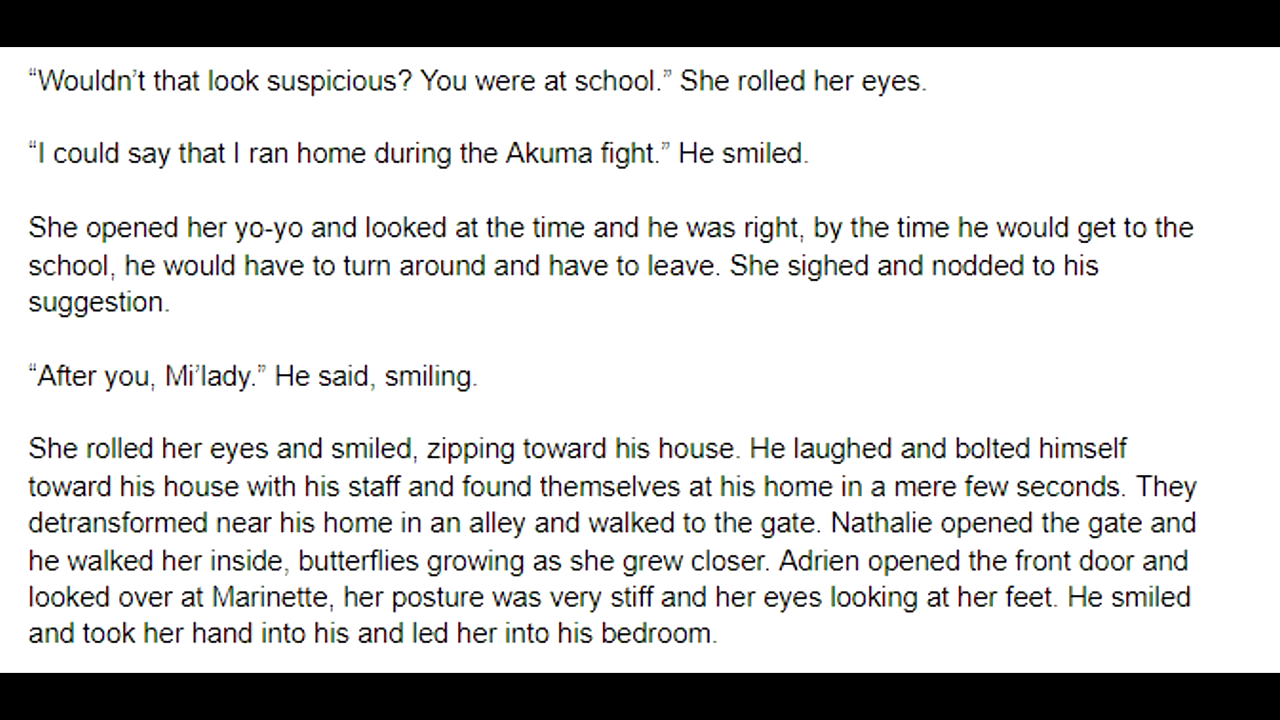 “Wouldn’t that look suspicious? You were at school.” She rolled her eyes.
“I could say that I ran home during the Akuma fight.” He smiled.
She opened her yo-yo and looked at the time and he was right, by the time he would get to the
school, he would have to turn around and have to leave. She sighed and nodded to his
suggestion.
“After you, Mi’lady.” He said, smiling.
She rolled her eyes and smiled, zipping toward his house. He laughed and bolted himself
toward his house with his staff and found themselves at his home in a mere few seconds. They
detransformed near his home in an alley and walked to the gate. Nathalie opened the gate and
he walked her inside, butterflies growing as she grew closer. Adrien opened the front door and
looked over at Marinette, her posture was very stiff and her eyes looking at her feet. He smiled
and took her hand into his and led her into his bedroom.